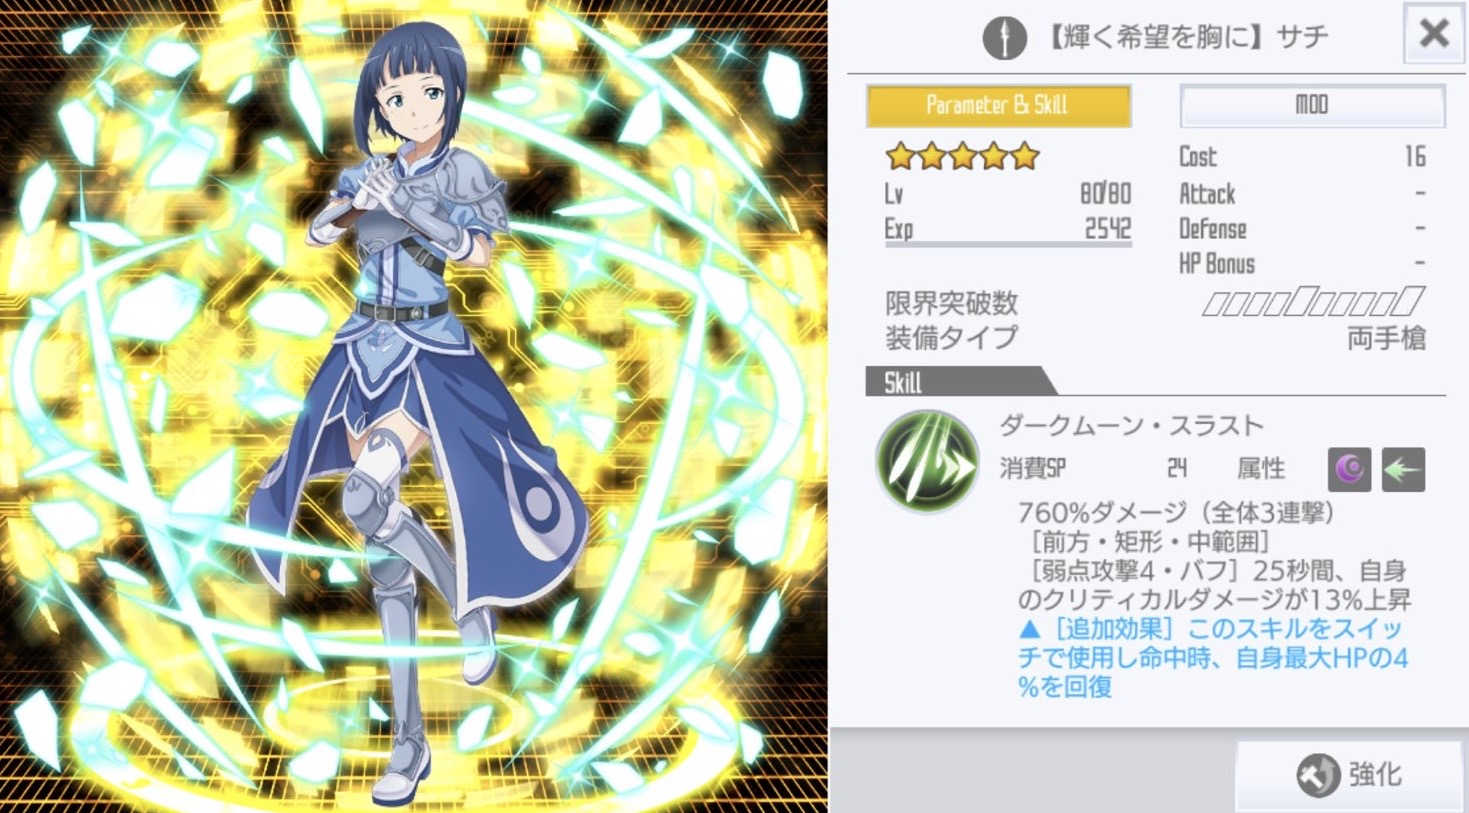 【輝く希望を胸に】サチ
Parameter & Skill
MOD
Lv 80/80
Exp 2542
Cost 16
Attack -
Defense -
HP Bonus -
限界突破数
装備タイプ 両手槍
Skill
ダークムーン・スラスト
消費SP 24 属性
760%ダメージ（全体3連撃）
［前方・矩形・中範囲］
［弱点攻撃4・バフ］25秒間、自身
のクリティカルダメージが13%上昇
▲［追加効果］このスキルをスイッ
チで使用し命中時、自身最大HPの4
%を回復
強化